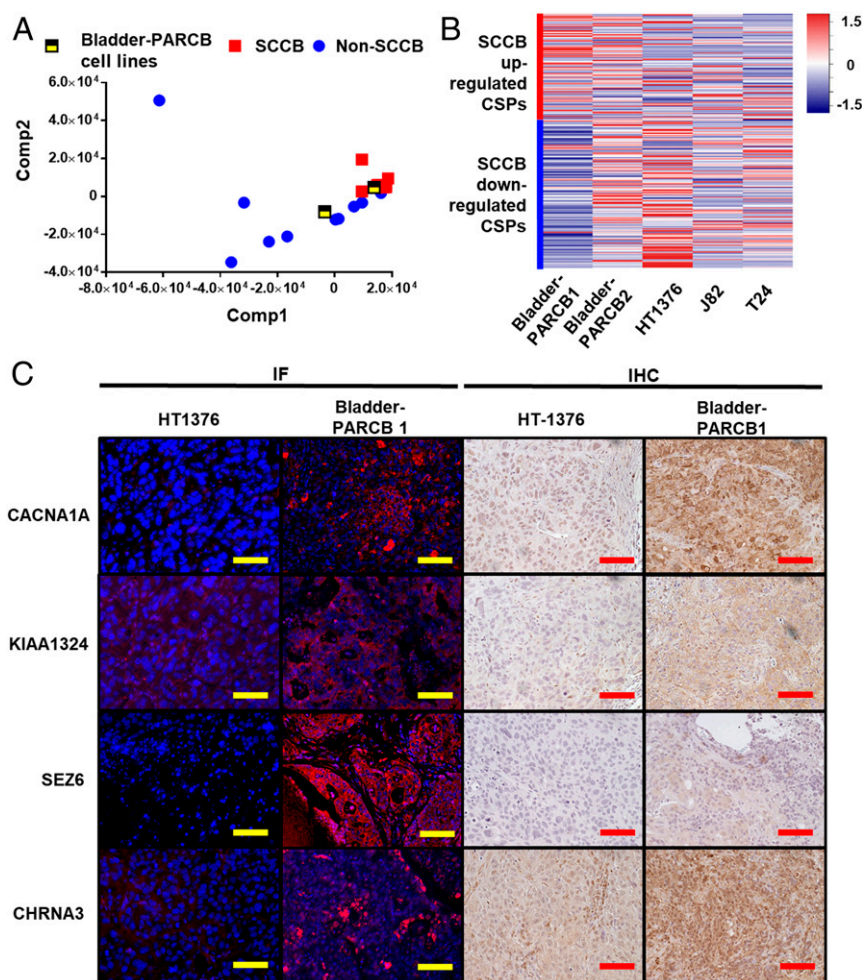 A
Bladder-PARCB
cell lines
SCCB
Non-SCCB
6.0×10⁴
4.0×10⁴
2.0×10⁴
0
-2.0×10⁴
-4.0×10⁴
Comp2
-8.0×10⁴
-6.0×10⁴
-4.0×10⁴
-2.0×10⁴
0
2.0×10⁴
Comp1
B
SCCB
up-
regulated
CSPs
SCCB
down-
regulated
CSPs
1.5
0
-1.5
Bladder-
PARCB1
Bladder-
PARCB2
HT1376
J82
T24
C
IF
IHC
HT1376
Bladder-
PARCB 1
HT-1376
Bladder-
PARCB1
CACNA1A
KIAA1324
SEZ6
CHRNA3